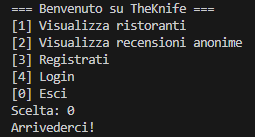 === Benvenuto su TheKnife ===
[1] Visualizza ristoranti
[2] Visualizza recensioni anonime
[3] Registrati
[4] Login
[0] Esci
Scelta: 0
Arrivederci!